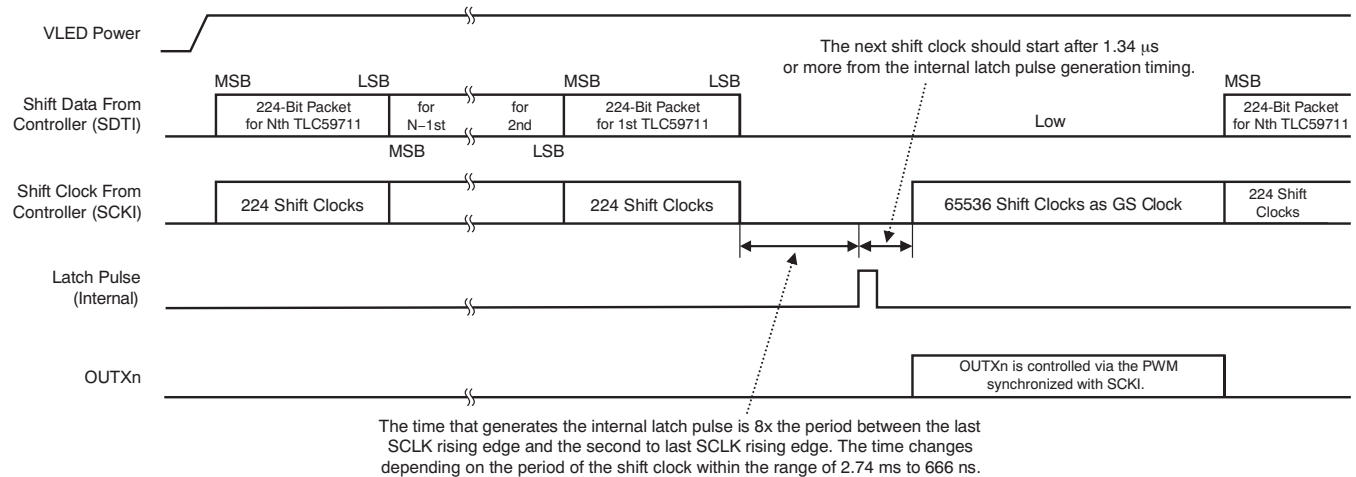 VLED Power
The next shift clock should start after 1.34 μs
or more from the internal latch pulse generation timing.
MSB
LSB
MSB
LSB
MSB
Shift Data From
Controller (SDTI)
224-Bit Packet
for Nth TLC59711
for
N–1st
for
2nd
224-Bit Packet
for 1st TLC59711
Low
224-Bit Packet
for Nth TLC59711
MSB
LSB
Shift Clock From
Controller (SCKI)
224 Shift Clocks
224 Shift Clocks
65536 Shift Clocks as GS Clock
224 Shift
Clocks
Latch Pulse
(Internal)
OUTXn
OUTXn is controlled via the PWM
synchronized with SCKI.
The time that generates the internal latch pulse is 8x the period between the last
SCLK rising edge and the second to last SCLK rising edge. The time changes
depending on the period of the shift clock within the range of 2.74 ms to 666 ns.